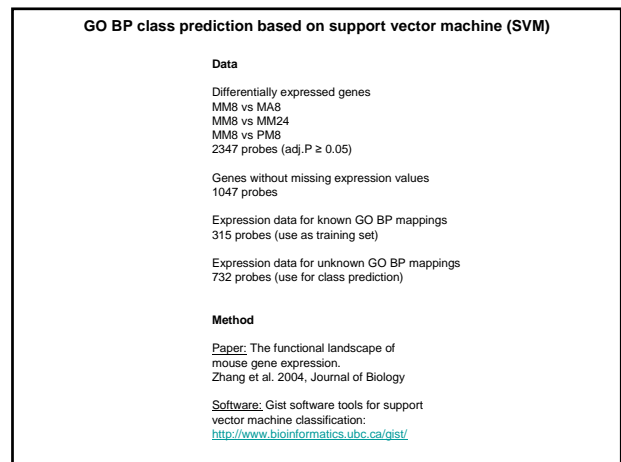 GO BP class prediction based on support vector machine (SVM)
Data
Differentially expressed genes
MM8 vs MA8
MM8 vs MM24
MM8 vs PM8
2347 probes (adj.P ≥ 0.05)
Genes without missing expression values
1047 probes
Expression data for known GO BP mappings
315 probes (use as training set)
Expression data for unknown GO BP mappings
732 probes (use for class prediction)
Method
Paper: The functional landscape of
mouse gene expression.
Zhang et al. 2004, Journal of Biology
Software: Gist software tools for support
vector machine classification:
http://www.bioinformatics.ubc.ca/gist/